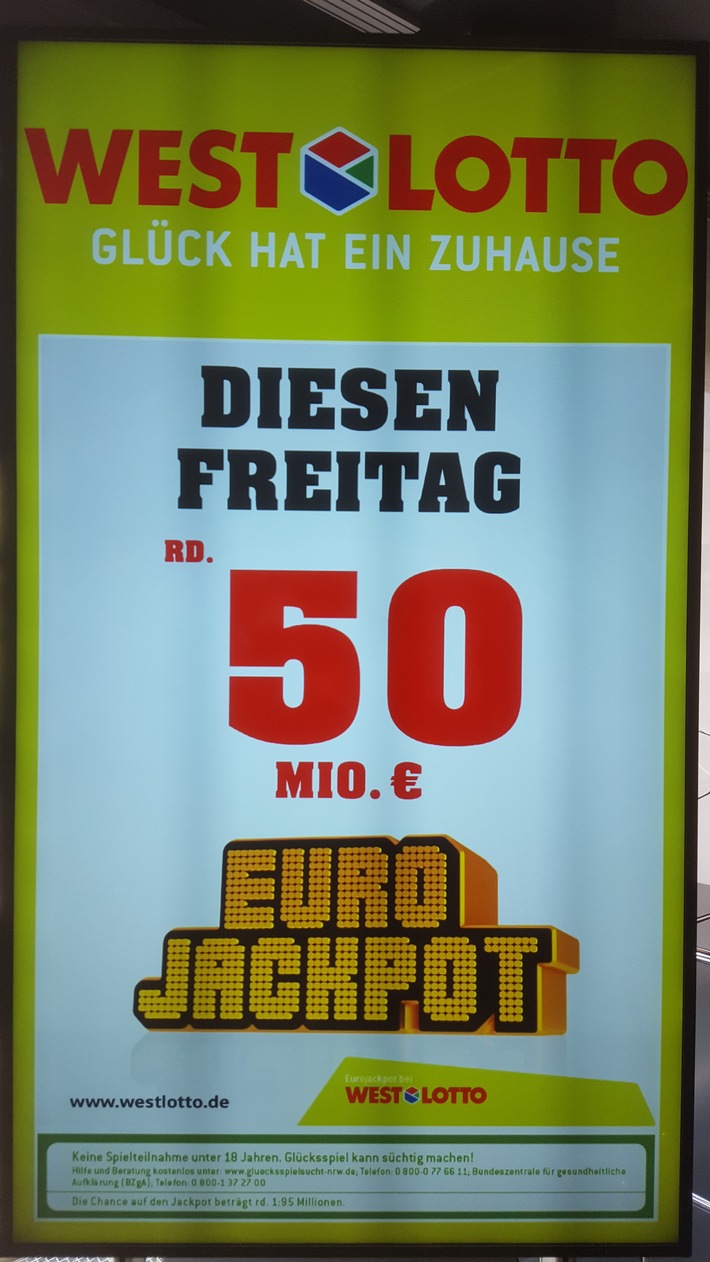 WEST LOTTO
GLÜCK HAT EIN ZUHAUSE
DIESEN
FREITAG
RD.
50
MIO. €
EURO
JACKPOT
Eurojackpot bei
WEST LOTTO
www.westlotto.de
Keine Spielteilnahme unter 18 Jahren. Glücksspiel kann süchtig machen!
Hilfe und Beratung kostenlos unter: www.gluecksspielsucht-nrw.de; Telefon: 0 800-0 77 66 11; Bundeszentrale für gesundheitliche
Aufklärung (BZgA), Telefon: 0 800-1 37 27 00
Die Chance auf den Jackpot beträgt rd. 1:95 Millionen.